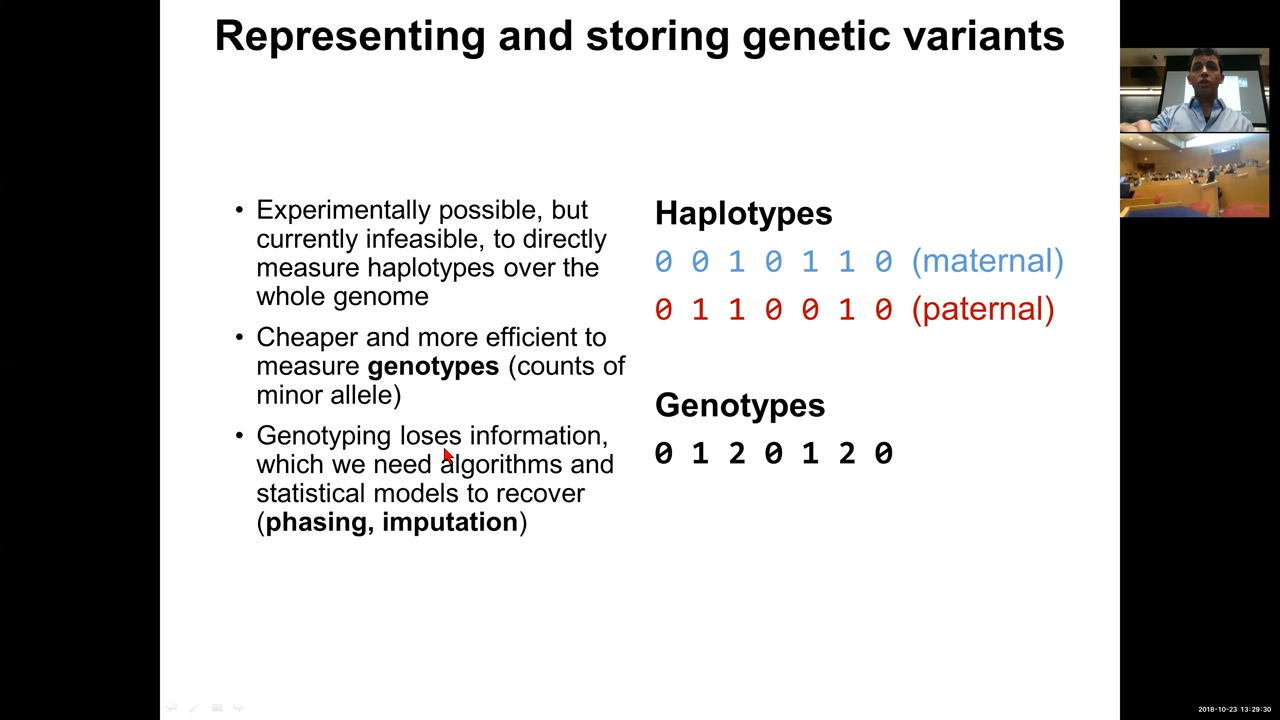 Representing and storing genetic variants
• Experimentally possible, but
currently infeasible, to directly
measure haplotypes over the
whole genome
• Cheaper and more efficient to
measure genotypes (counts of
minor allele)
• Genotyping loses information,
which we need algorithms and
statistical models to recover
(phasing, imputation)
Haplotypes
0 0 1 0 1 1 0 (maternal)
0 1 1 0 0 1 0 (paternal)
Genotypes
0 1 2 0 1 2 0
2018-10-23 13:29:30